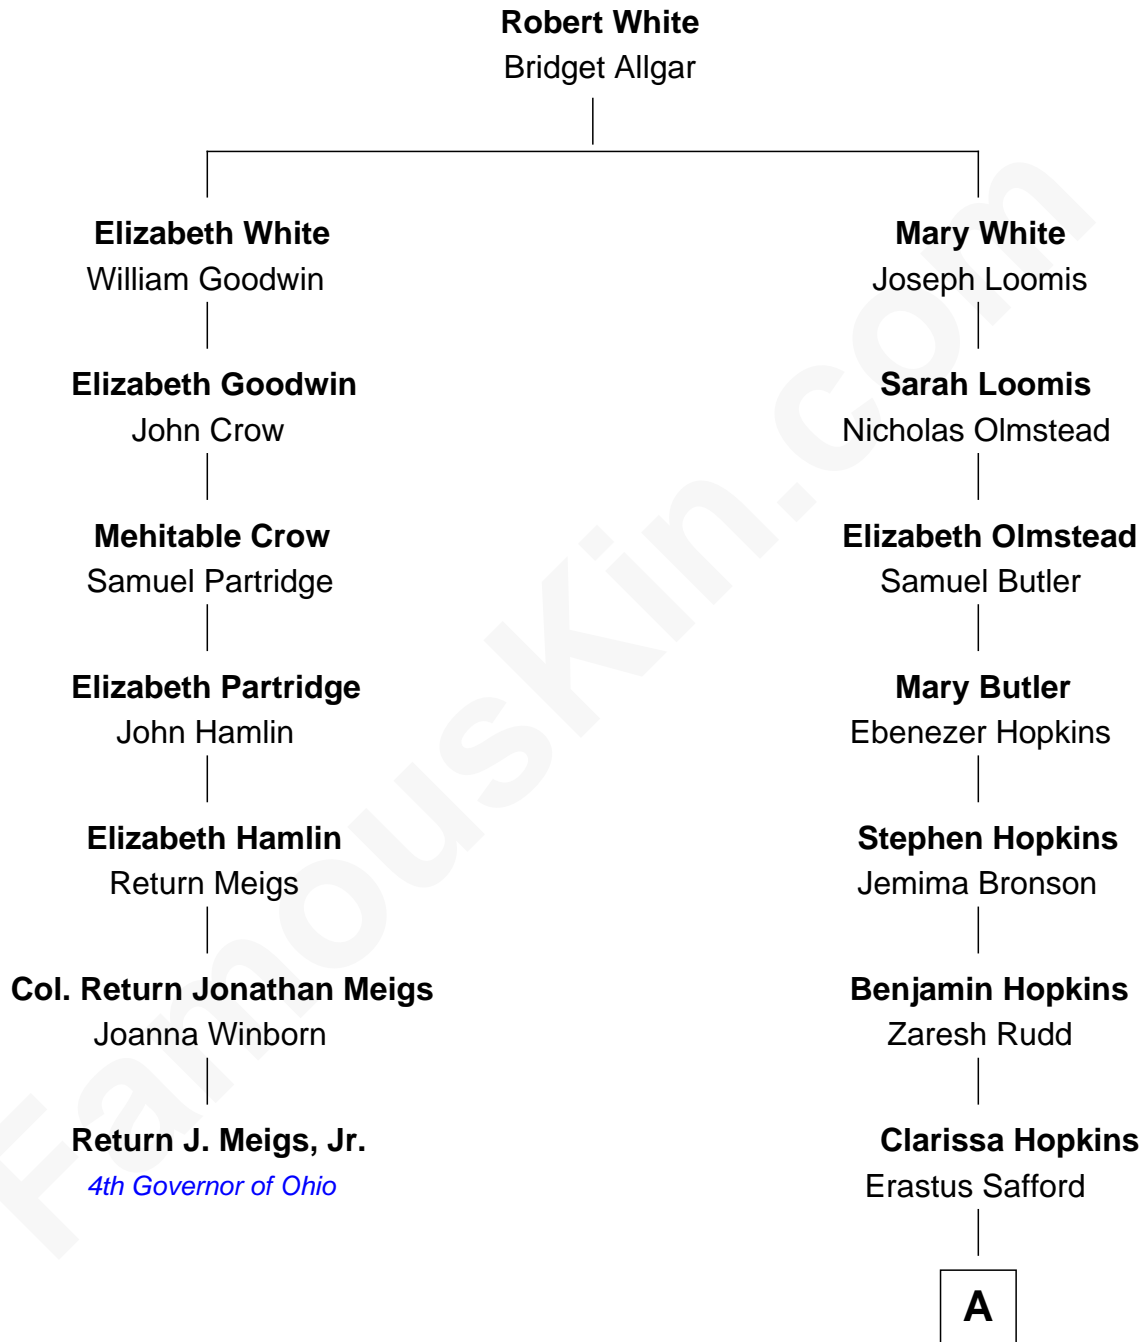 Robert White
Bridget Allgar
Elizabeth White
William Goodwin
Elizabeth Goodwin
John Crow
Mehitable Crow
Samuel Partridge
Elizabeth Partridge
John Hamlin
Elizabeth Hamlin
Return Meigs
Col. Return Jonathan Meigs
Joanna Winborn
Return J. Meigs, Jr.
4th Governor of Ohio
Mary White
Joseph Loomis
Sarah Loomis
Nicholas Olmstead
Elizabeth Olmstead
Samuel Butler
Mary Butler
Ebenezer Hopkins
Stephen Hopkins
Jemima Bronson
Benjamin Hopkins
Zaresh Rudd
Clarissa Hopkins
Erastus Safford
A
FamousKin.com